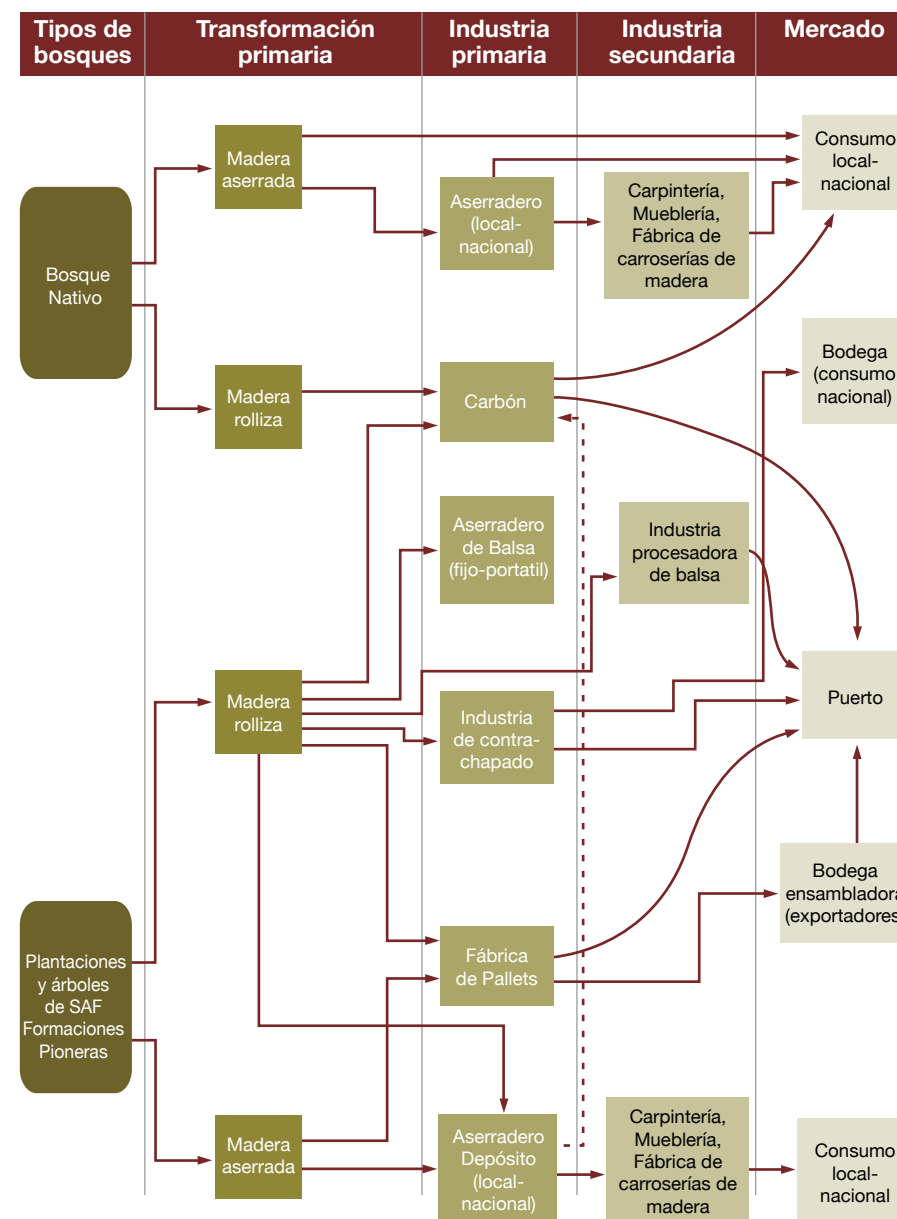 Tipos de
bosques
Transformación
primaria
Industria
primaria
Industria
secundaria
Mercado
Bosque
Nativo
Madera
aserrada
Aserradero
(local-
nacional)
Carpintería,
Mueblería,
Fábrica de
carroserías de
madera
Consumo
local-
nacional
Madera
rolliza
Carbón
Bodega
(consumo
nacional)
Aserradero
de Balsa
(fijo-portatil)
Industria
procesadora
de balsa
Madera
rolliza
Industria
de contra-
chapado
Puerto
Plantaciones
y árboles
de SAF
Formaciones
Pioneras
Fábrica
de Pallets
Bodega
ensambladora
(exportadores
Madera
aserrada
Aserradero
Depósito
(local-
nacional)
Carpintería,
Mueblería,
Fábrica de
carroserías de
madera
Consumo
local-
nacional